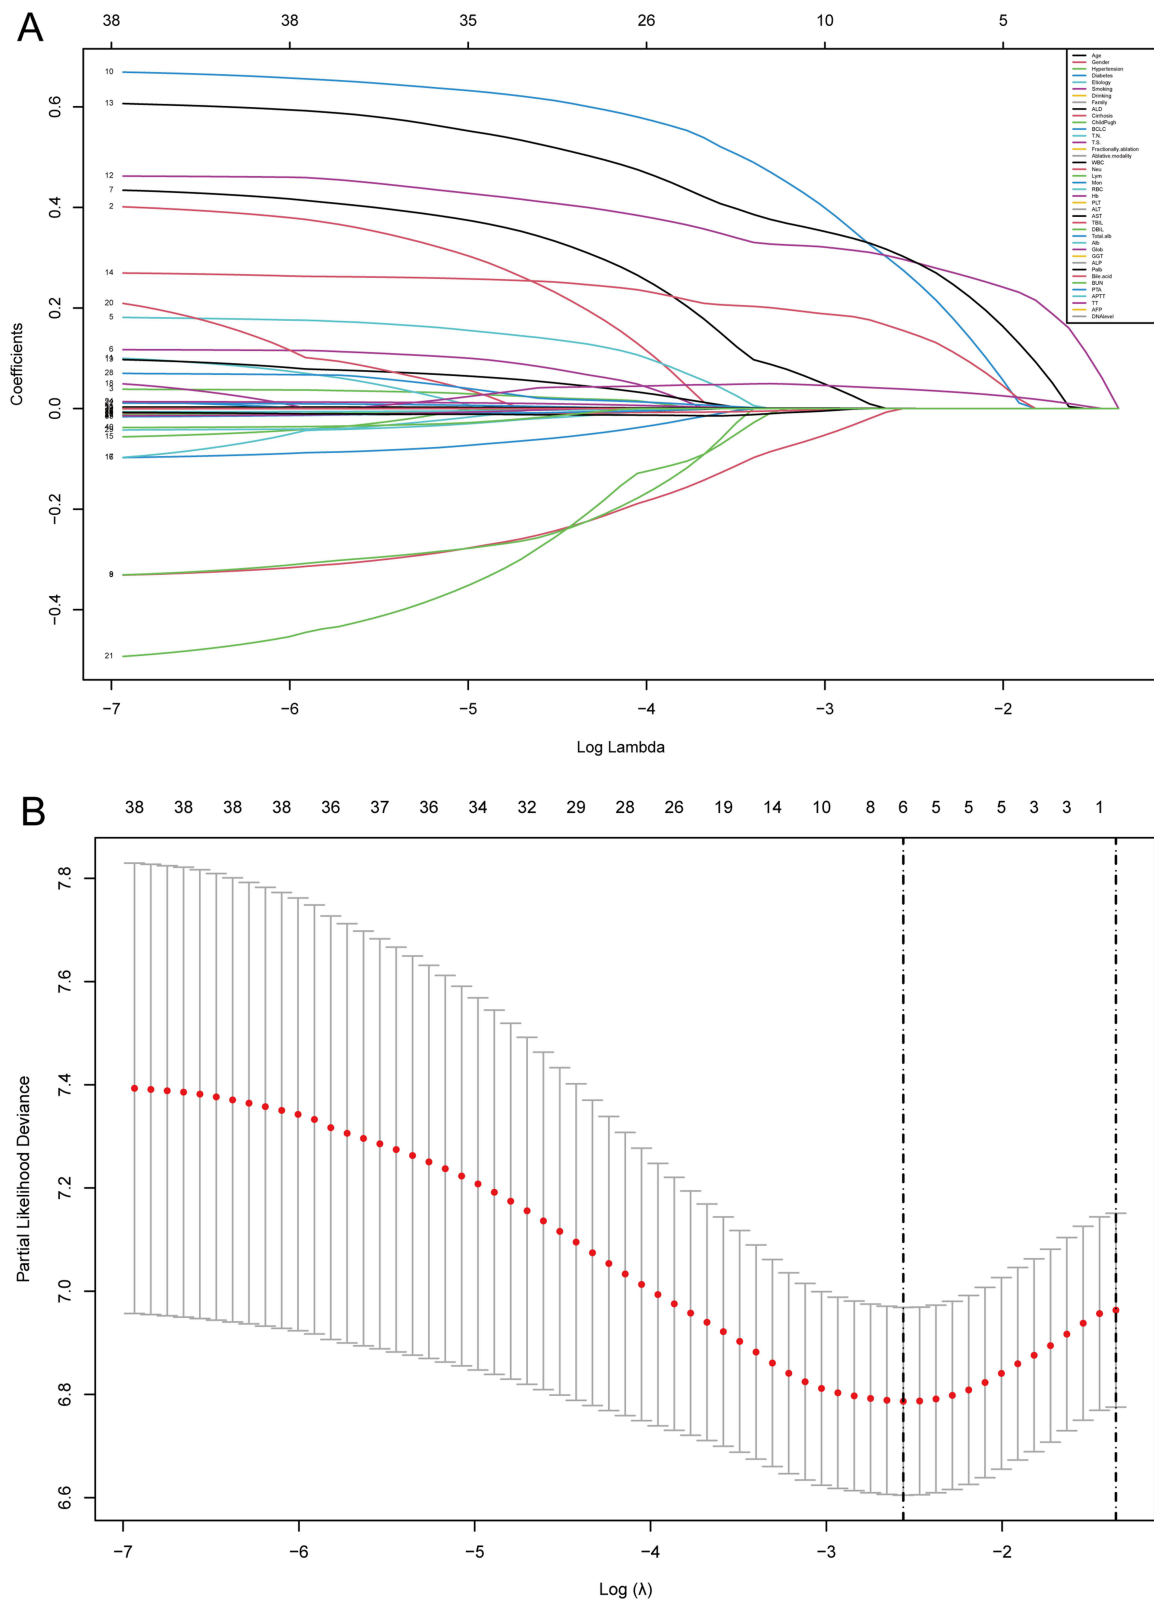 A
38 38 35 26 10 5
0.6
0.4
0.2
0.0
−0.2
−0.4
Coefficients
10
13
12
7
2
14
20
5
6
28
18
3
15
21
Age
Gender
Hypertension
Diabetes
Etiology
Smoking
Drinking
Family
ALD
Cirrhosis
ChildPugh
BCLC
T.N.
T.S.
Fractionally.ablation
Ablative.modality
WBC
Neu
Lym
Mon
RBC
Hb
PLT
ALT
AST
TBIL
DBIL
Total.alb
Alb
Glob
GGT
ALP
Palb
Bile.acid
BUN
PTA
APTT
TT
AFP
DNAlevel
−7 −6 −5 −4 −3 −2
Log Lambda
B
38 38 38 38 36 37 36 34 32 29 28 26 19 14 10 8 6 5 5 5 3 3 1
7.8
7.6
7.4
7.2
7.0
6.8
6.6
Partial Likelihood Deviance
−7 −6 −5 −4 −3 −2
Log (λ)